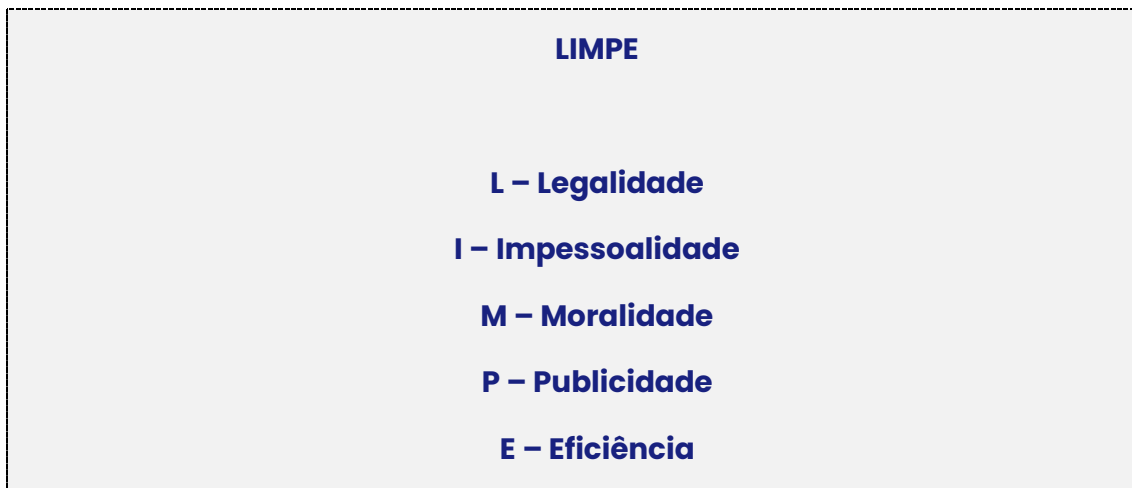 LIMPE
L – Legalidade
I – Impessoalidade
M – Moralidade
P – Publicidade
E – Eficiência